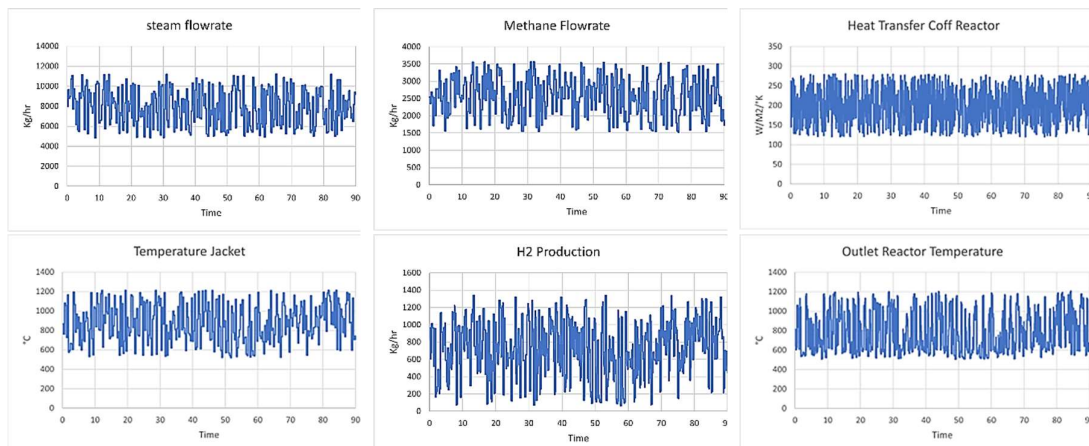 steam flowrate
Kg/hr
14000
12000
10000
8000
6000
4000
2000
0
0 10 20 30 40 50 60 70 80 90
Time
Methane Flowrate
Kg/hr
4000
3500
3000
2500
2000
1500
1000
500
0
0 10 20 30 40 50 60 70 80 90
Time
Heat Transfer Coff Reactor
W/M2/°K
350
300
250
200
150
100
50
0
0 10 20 30 40 50 60 70 80 90
Time
Temperature Jacket
°C
1400
1200
1000
800
600
400
200
0
0 10 20 30 40 50 60 70 80 90
Time
H2 Production
Kg/hr
1600
1400
1200
1000
800
600
400
200
0
0 10 20 30 40 50 60 70 80 90
Time
Outlet Reactor Temperature
°C
1400
1200
1000
800
600
400
200
0
0 10 20 30 40 50 60 70 80 90
Time